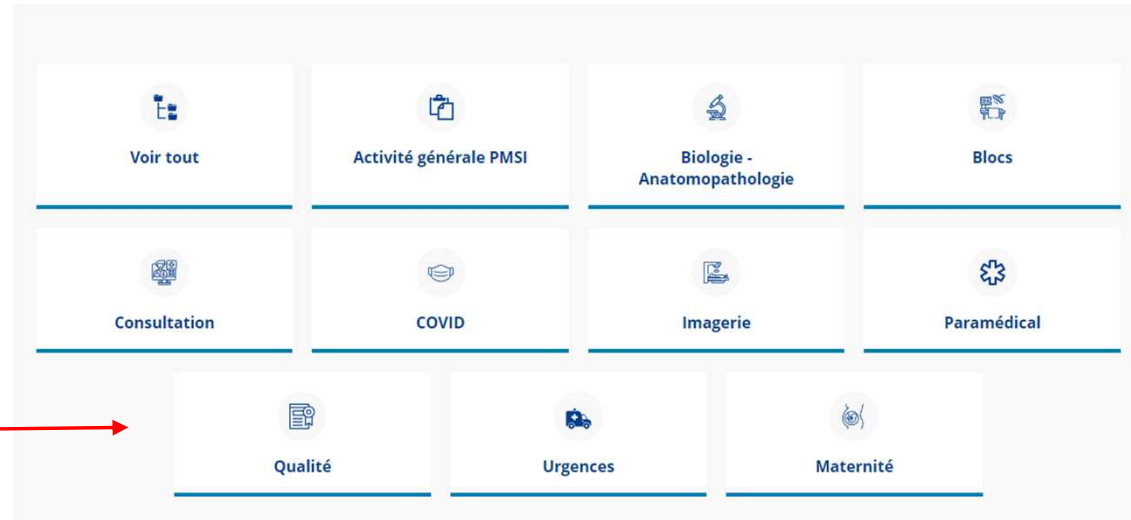 Voir tout
Activité générale PMSI
Biologie -
Anatomopathologie
Blocs
Consultation
COVID
Imagerie
Paramédical
Qualité
Urgences
Maternité